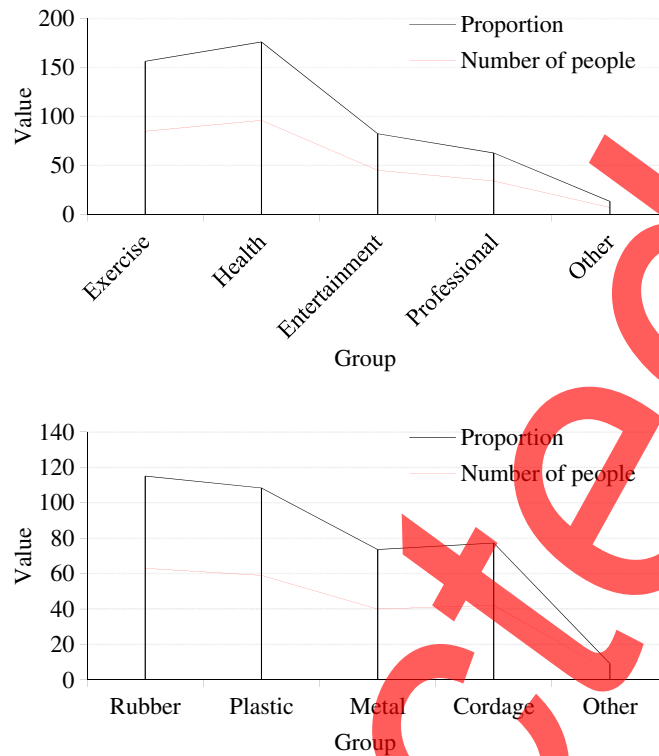 200
Proportion
Number of people
150
100
50
0
Value
Exercise
Health
Entertainment
Professional
Other
Group
140
Proportion
120
Number of people
100
80
60
40
20
0
Value
Rubber Plastic Metal Cordage Other
Group